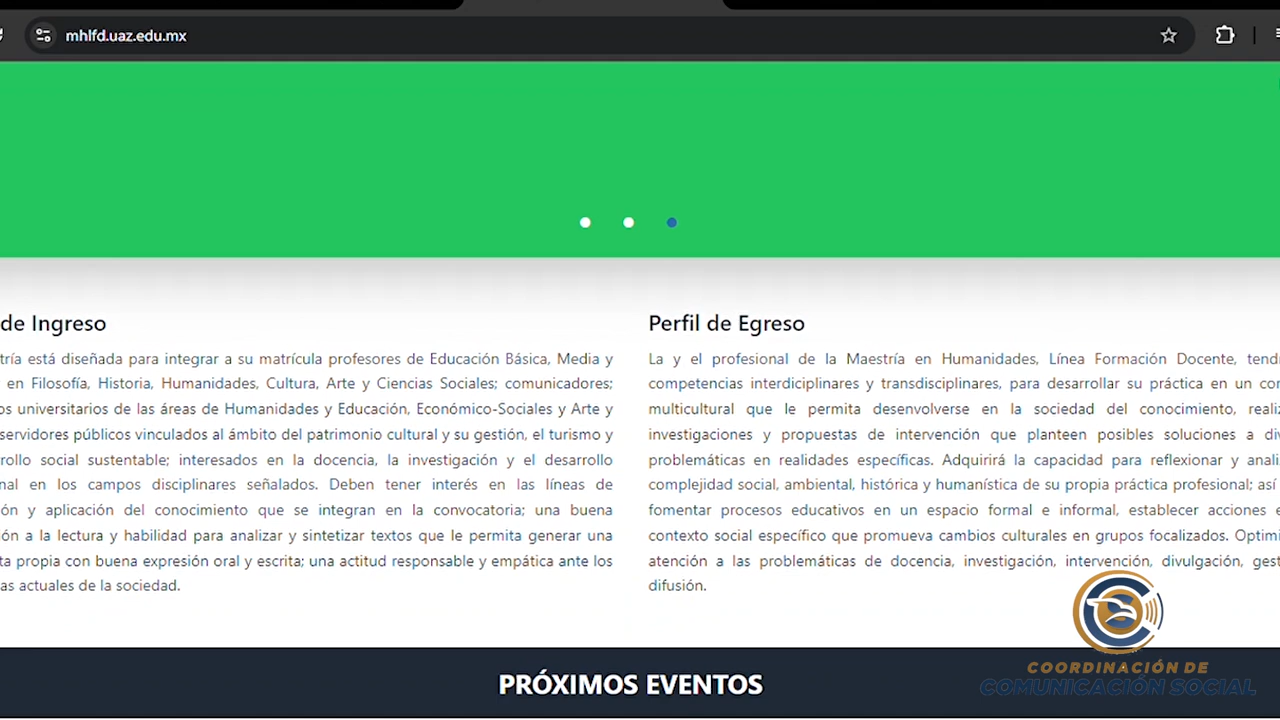 mhlfd.uaz.edu.mx
de Ingreso
tría está diseñada para integrar a su matrícula profesores de Educación Básica, Media y
en Filosofía, Historia, Humanidades, Cultura, Arte y Ciencias Sociales; comunicadores;
os universitarios de las áreas de Humanidades y Educación, Económico-Sociales y Arte y
servidores públicos vinculados al ámbito del patrimonio cultural y su gestión, el turismo y
rollo social sustentable; interesados en la docencia, la investigación y el desarrollo
nal en los campos disciplinares señalados. Deben tener interés en las líneas de
ón y aplicación del conocimiento que se integran en la convocatoria; una buena
ón a la lectura y habilidad para analizar y sintetizar textos que le permita generar una
ta propia con buena expresión oral y escrita; una actitud responsable y empática ante los
as actuales de la sociedad.
Perfil de Egreso
La y el profesional de la Maestría en Humanidades, Línea Formación Docente, tend
competencias interdiciplinares y transdisciplinares, para desarrollar su práctica en un con
multicultural que le permita desenvolverse en la sociedad del conocimiento, realiz
investigaciones y propuestas de intervención que planteen posibles soluciones a di
problemáticas en realidades específicas. Adquirirá la capacidad para reflexionar y anali
complejidad social, ambiental, histórica y humanística de su propia práctica profesional; así
fomentar procesos educativos en un espacio formal e informal, establecer acciones e
contexto social específico que promueva cambios culturales en grupos focalizados. Optimi
atención a las problemáticas de docencia, investigación, intervención, divulgación, gest
difusión.
PRÓXIMOS EVENTOS
COORDINACIÓN DE
COMUNICACIÓN SOCIAL